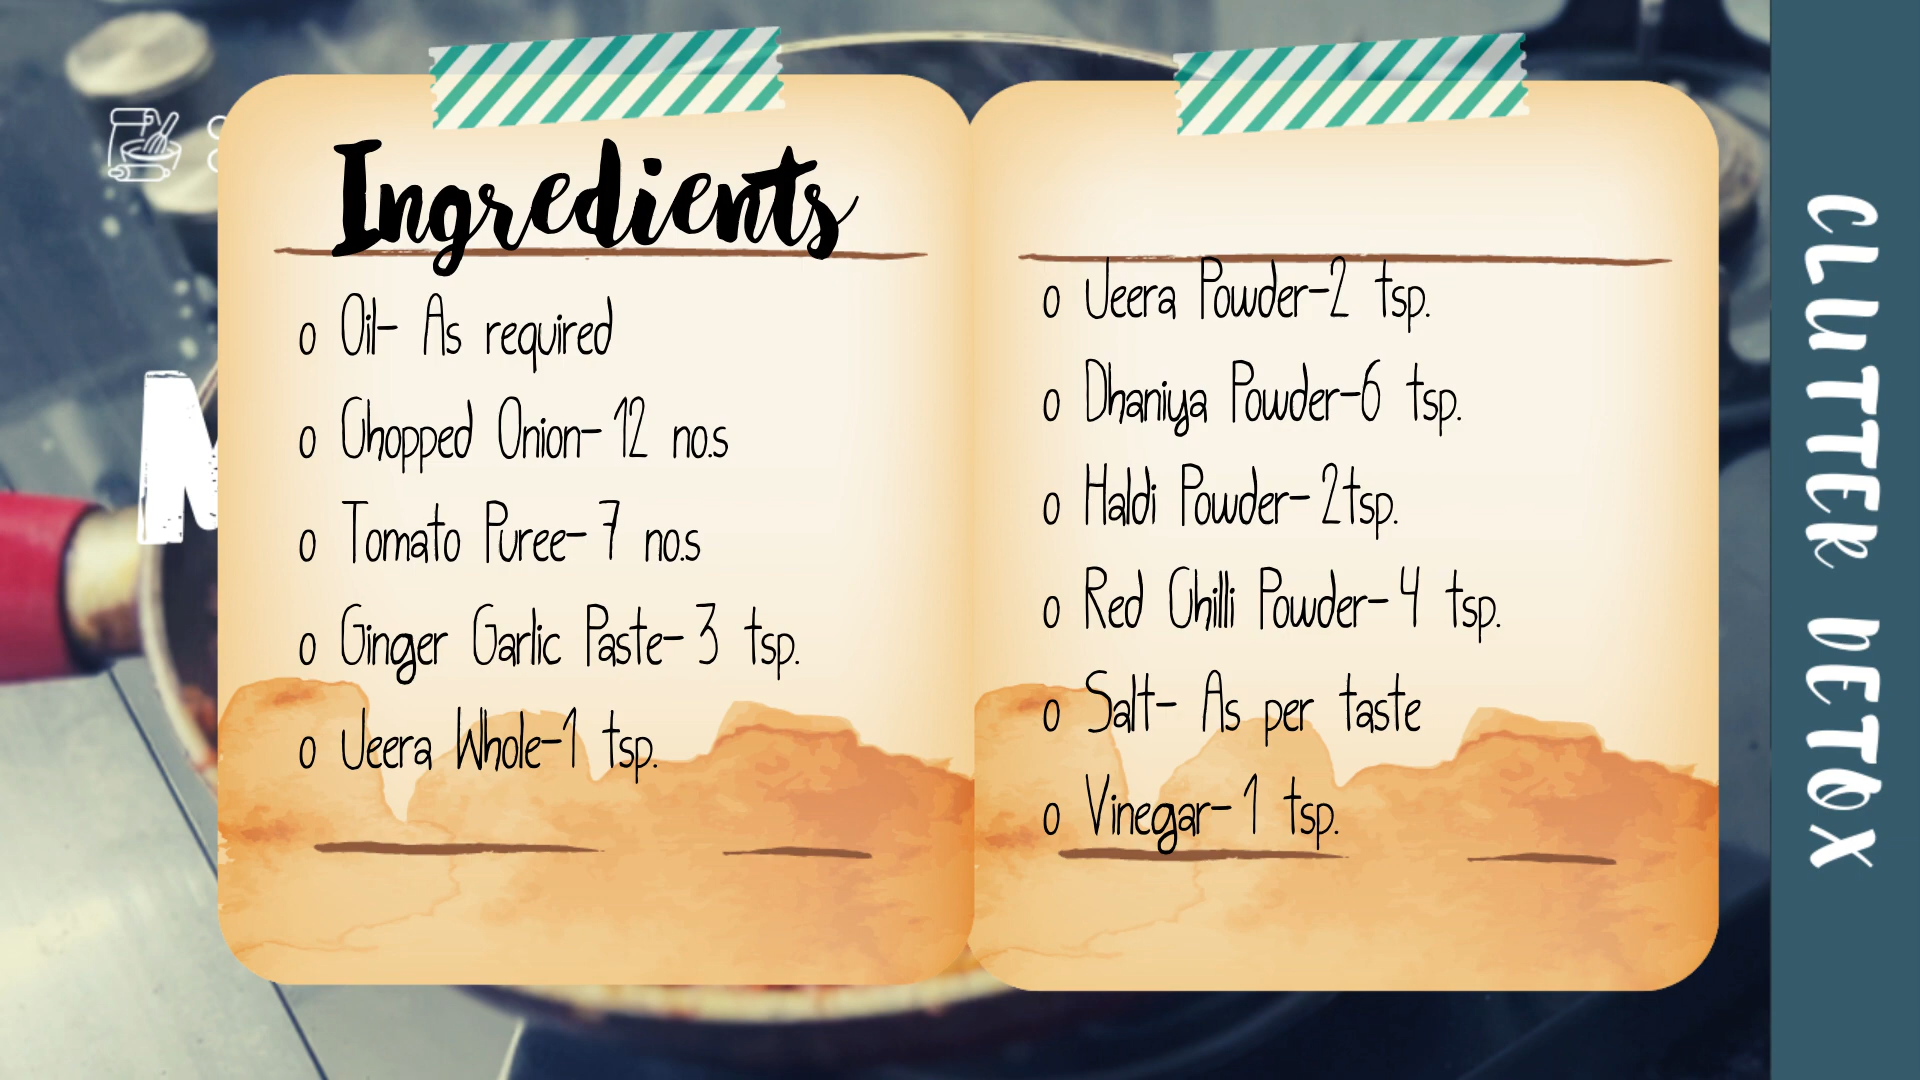 Ingredients
o Oil- As required
o Chopped Onion- 12 no.s
o Tomato Puree- 7 no.s
o Ginger Garlic Paste- 3 tsp.
o Jeera Whole-1 tsp.
o Jeera Powder-2 tsp.
o Dhaniya Powder-6 tsp.
o Haldi Powder- 2tsp.
o Red Chilli Powder- 4 tsp.
o Salt- As per taste
o Vinegar- 1 tsp.
CLUTTER DETOX